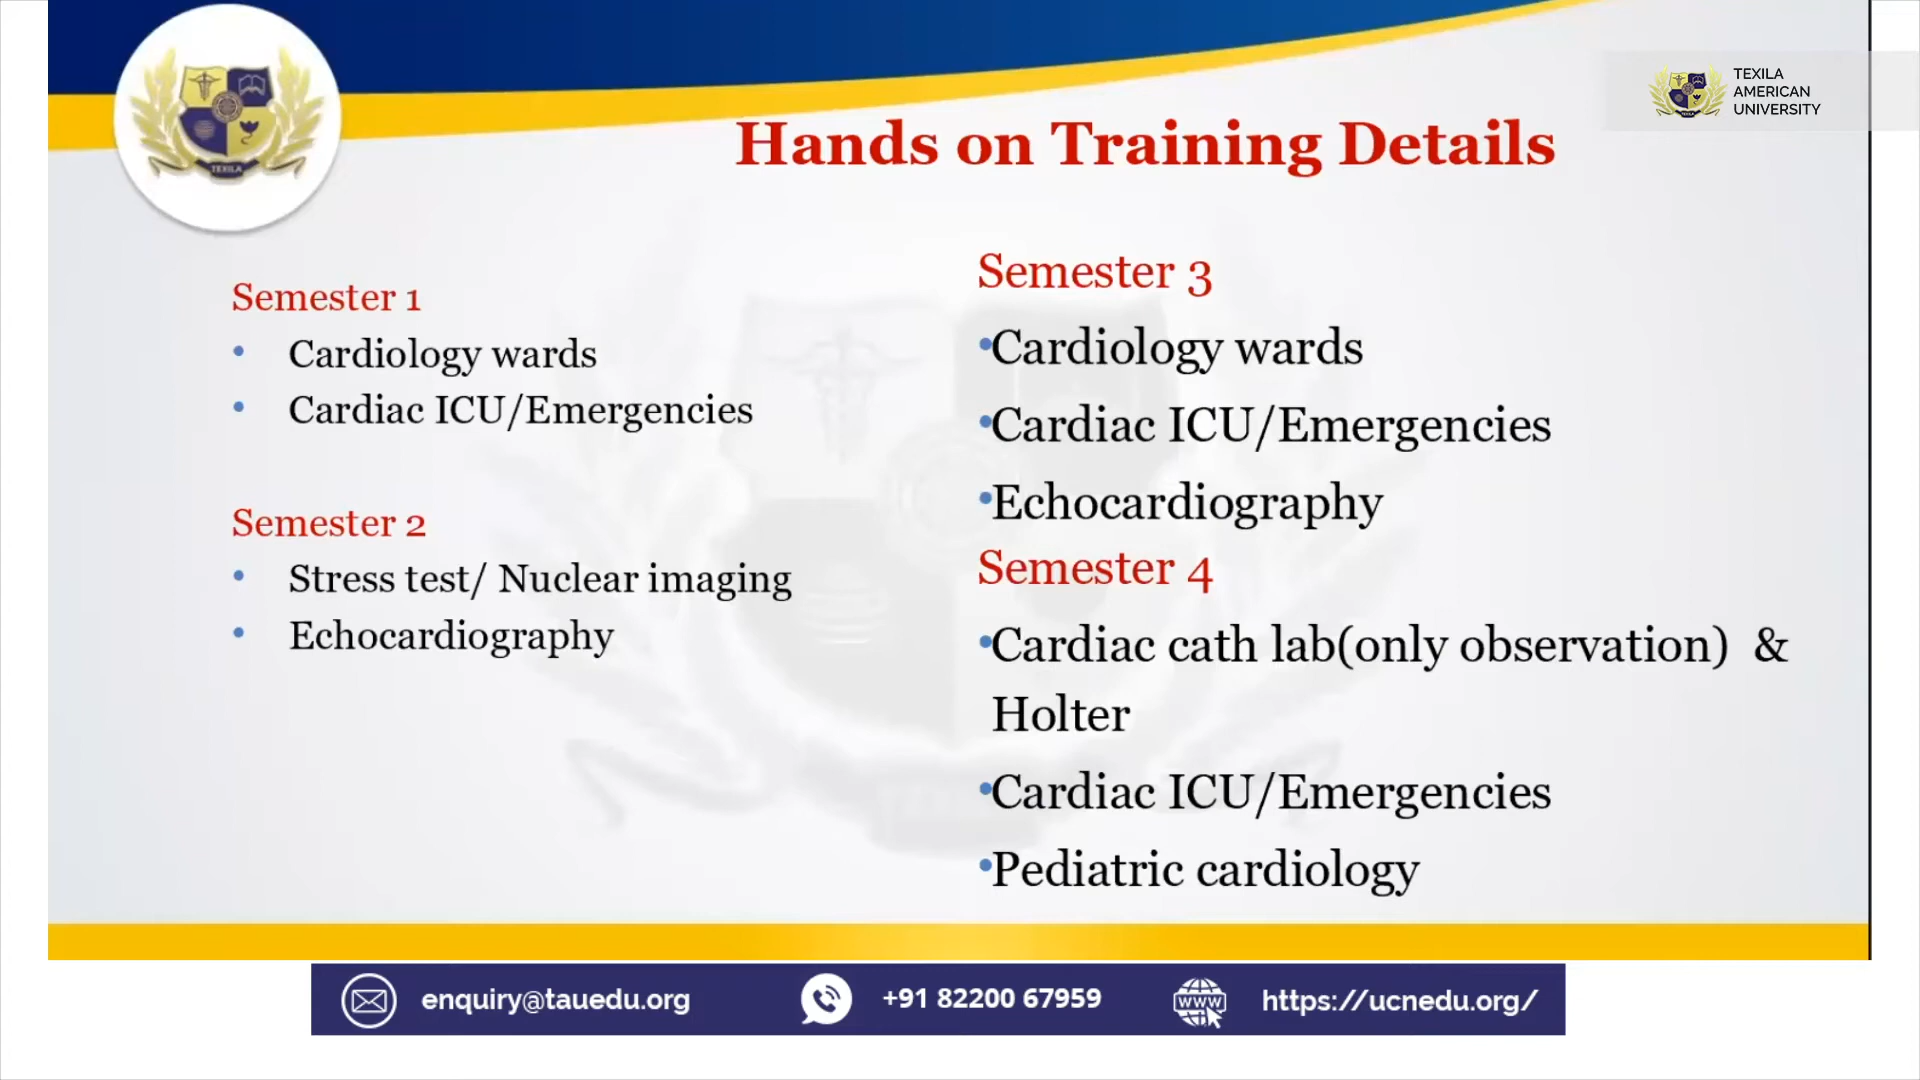 TEXILA
TEXILA
AMERICAN
UNIVERSITY
Hands on Training Details
Semester 1
• Cardiology wards
• Cardiac ICU/Emergencies
Semester 2
• Stress test/ Nuclear imaging
• Echocardiography
Semester 3
•Cardiology wards
•Cardiac ICU/Emergencies
•Echocardiography
Semester 4
•Cardiac cath lab(only observation) &
Holter
•Cardiac ICU/Emergencies
•Pediatric cardiology
enquiry@tauedu.org
+91 82200 67959
www
https://ucnedu.org/